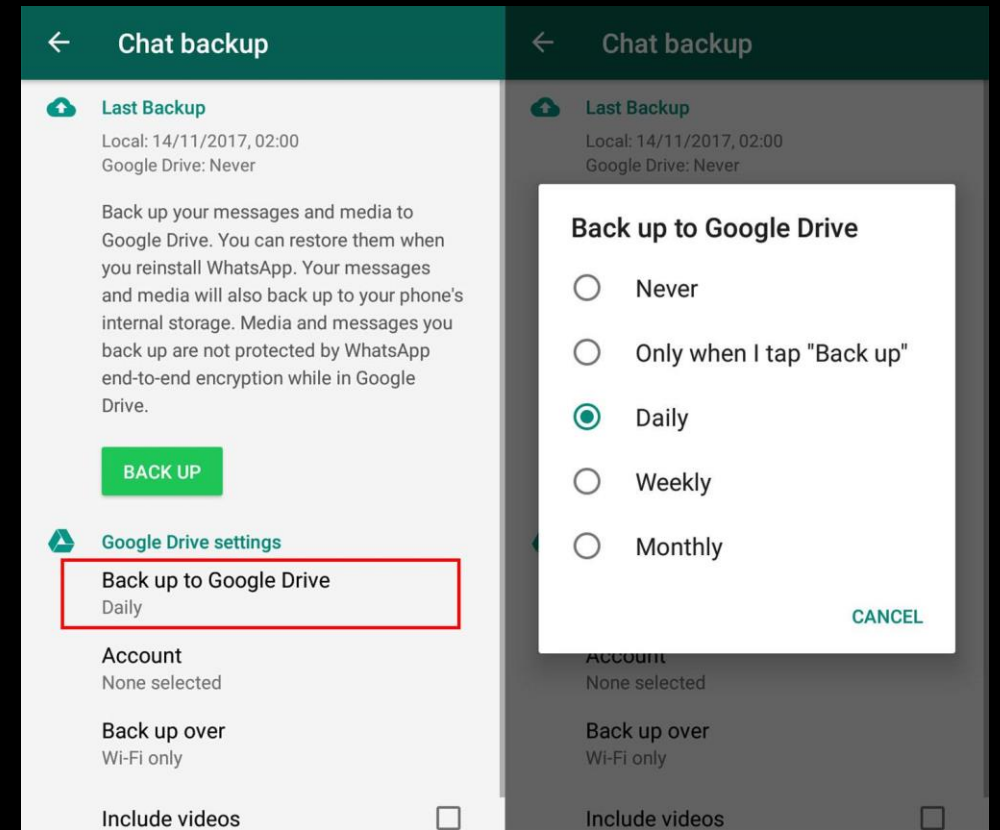 Chat backup
Last Backup
Local: 14/11/2017, 02:00
Google Drive: Never
Back up your messages and media to
Google Drive. You can restore them when
you reinstall WhatsApp. Your messages
and media will also back up to your phone's
internal storage. Media and messages you
back up are not protected by WhatsApp
end-to-end encryption while in Google
Drive.
BACK UP
Google Drive settings
Back up to Google Drive
Daily
Account
None selected
Back up over
Wi-Fi only
Include videos
Chat backup
Last Backup
Local: 14/11/2017, 02:00
Google Drive: Never
Back up to Google Drive
Never
Only when I tap "Back up"
Daily
Weekly
Monthly
CANCEL
Account
None selected
Back up over
Wi-Fi only
Include videos